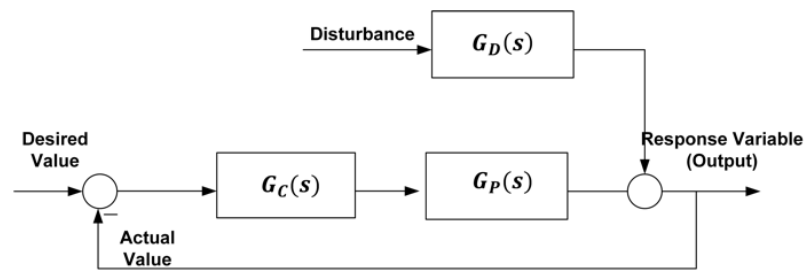 Disturbance
G_D(s)
Desired
Value
G_C(s)
G_P(s)
Response Variable
(Output)
−
Actual
Value